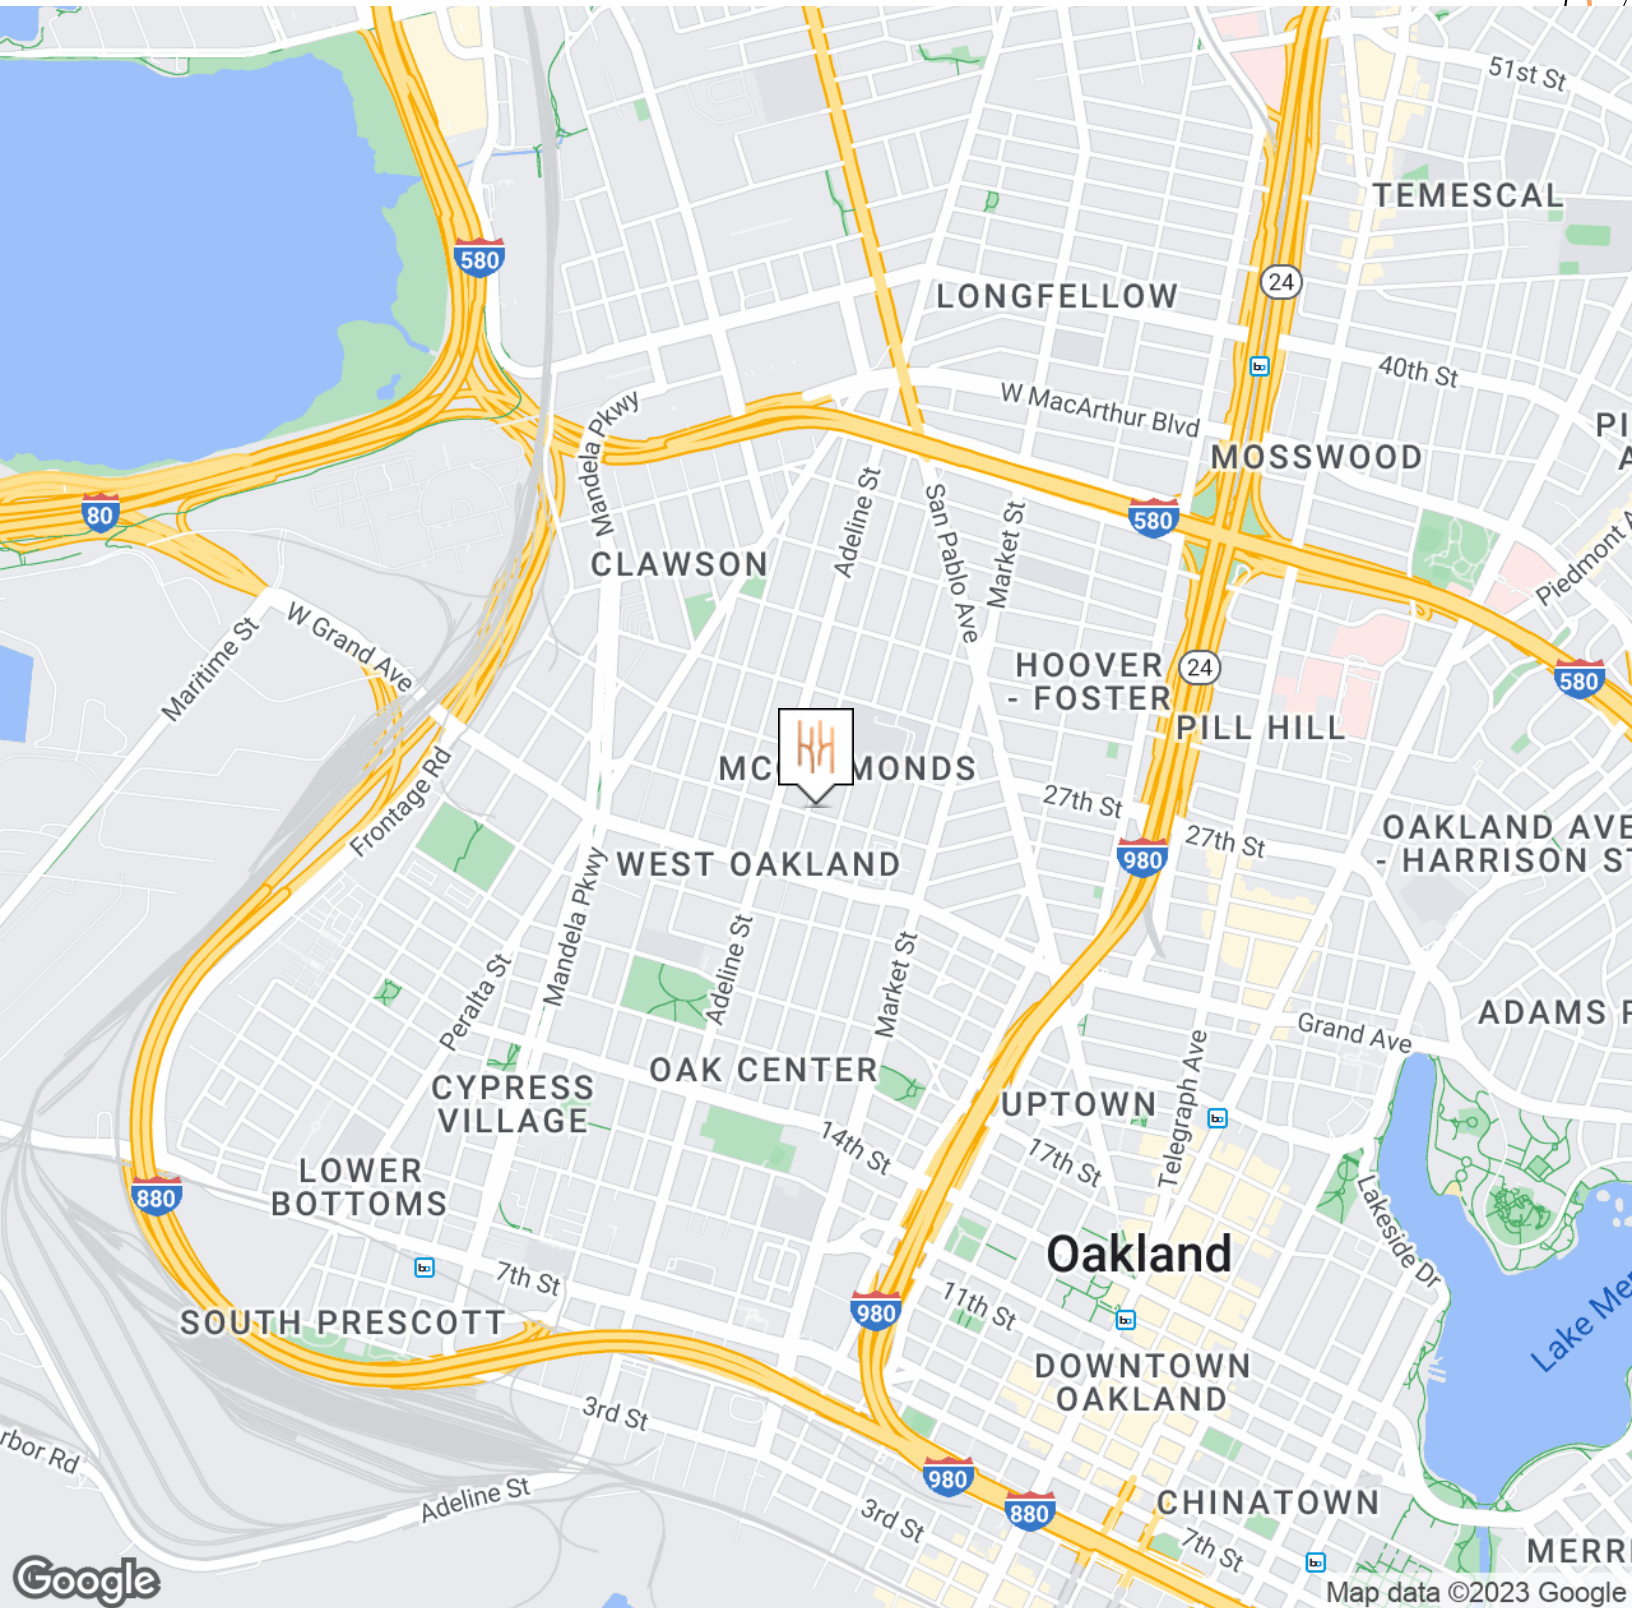 51st St
TEMESCAL
580
24
LONGFELLOW
40th St
W MacArthur Blvd
Mandela Pkwy
MOSSWOOD
80
Adeline St
San Pablo Ave
Market St
580
CLAWSON
Piedmont A
W Grand Ave
Maritime St
HOOVER
- FOSTER
24
580
PILL HILL
MC
MONDS
Frontage Rd
27th St
27th St
OAKLAND AVE
- HARRISON ST
980
WEST OAKLAND
Mandela Pkwy
Adeline St
Market St
Peralta St
ADAMS P
Grand Ave
Telegraph Ave
OAK CENTER
CYPRESS
VILLAGE
UPTOWN
14th St
17th St
LOWER
BOTTOMS
880
Lakeside Dr
Oakland
7th St
980
11th St
SOUTH PRESCOTT
Lake Mer
DOWNTOWN
OAKLAND
3rd St
rbor Rd
980
Adeline St
880
CHINATOWN
3rd St
7th St
MERRI
Google
Map data ©2023 Google